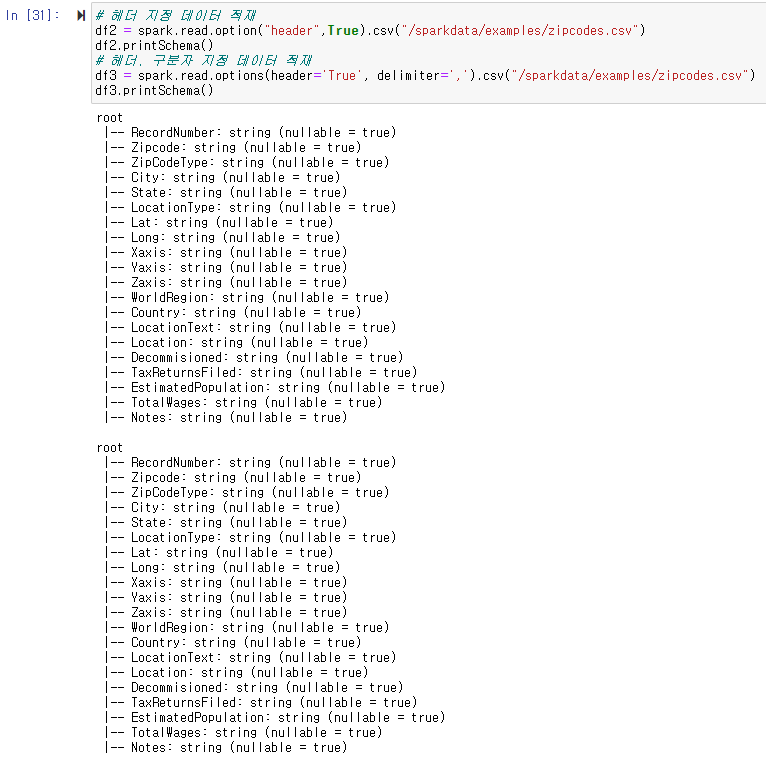 In [31]:
# 헤더 지정 데이터 적재
df2 = spark.read.option("header",True).csv("/sparkdata/examples/zipcodes.csv")
df2.printSchema()
# 헤더, 구분자 지정 데이터 적재
df3 = spark.read.options(header='True', delimiter=',').csv("/sparkdata/examples/zipcodes.csv")
df3.printSchema()
root
|-- RecordNumber: string (nullable = true)
|-- Zipcode: string (nullable = true)
|-- ZipCodeType: string (nullable = true)
|-- City: string (nullable = true)
|-- State: string (nullable = true)
|-- LocationType: string (nullable = true)
|-- Lat: string (nullable = true)
|-- Long: string (nullable = true)
|-- Xaxis: string (nullable = true)
|-- Yaxis: string (nullable = true)
|-- Zaxis: string (nullable = true)
|-- WorldRegion: string (nullable = true)
|-- Country: string (nullable = true)
|-- LocationText: string (nullable = true)
|-- Location: string (nullable = true)
|-- Decommisioned: string (nullable = true)
|-- TaxReturnsFiled: string (nullable = true)
|-- EstimatedPopulation: string (nullable = true)
|-- TotalWages: string (nullable = true)
|-- Notes: string (nullable = true)
root
|-- RecordNumber: string (nullable = true)
|-- Zipcode: string (nullable = true)
|-- ZipCodeType: string (nullable = true)
|-- City: string (nullable = true)
|-- State: string (nullable = true)
|-- LocationType: string (nullable = true)
|-- Lat: string (nullable = true)
|-- Long: string (nullable = true)
|-- Xaxis: string (nullable = true)
|-- Yaxis: string (nullable = true)
|-- Zaxis: string (nullable = true)
|-- WorldRegion: string (nullable = true)
|-- Country: string (nullable = true)
|-- LocationText: string (nullable = true)
|-- Location: string (nullable = true)
|-- Decommisioned: string (nullable = true)
|-- TaxReturnsFiled: string (nullable = true)
|-- EstimatedPopulation: string (nullable = true)
|-- TotalWages: string (nullable = true)
|-- Notes: string (nullable = true)